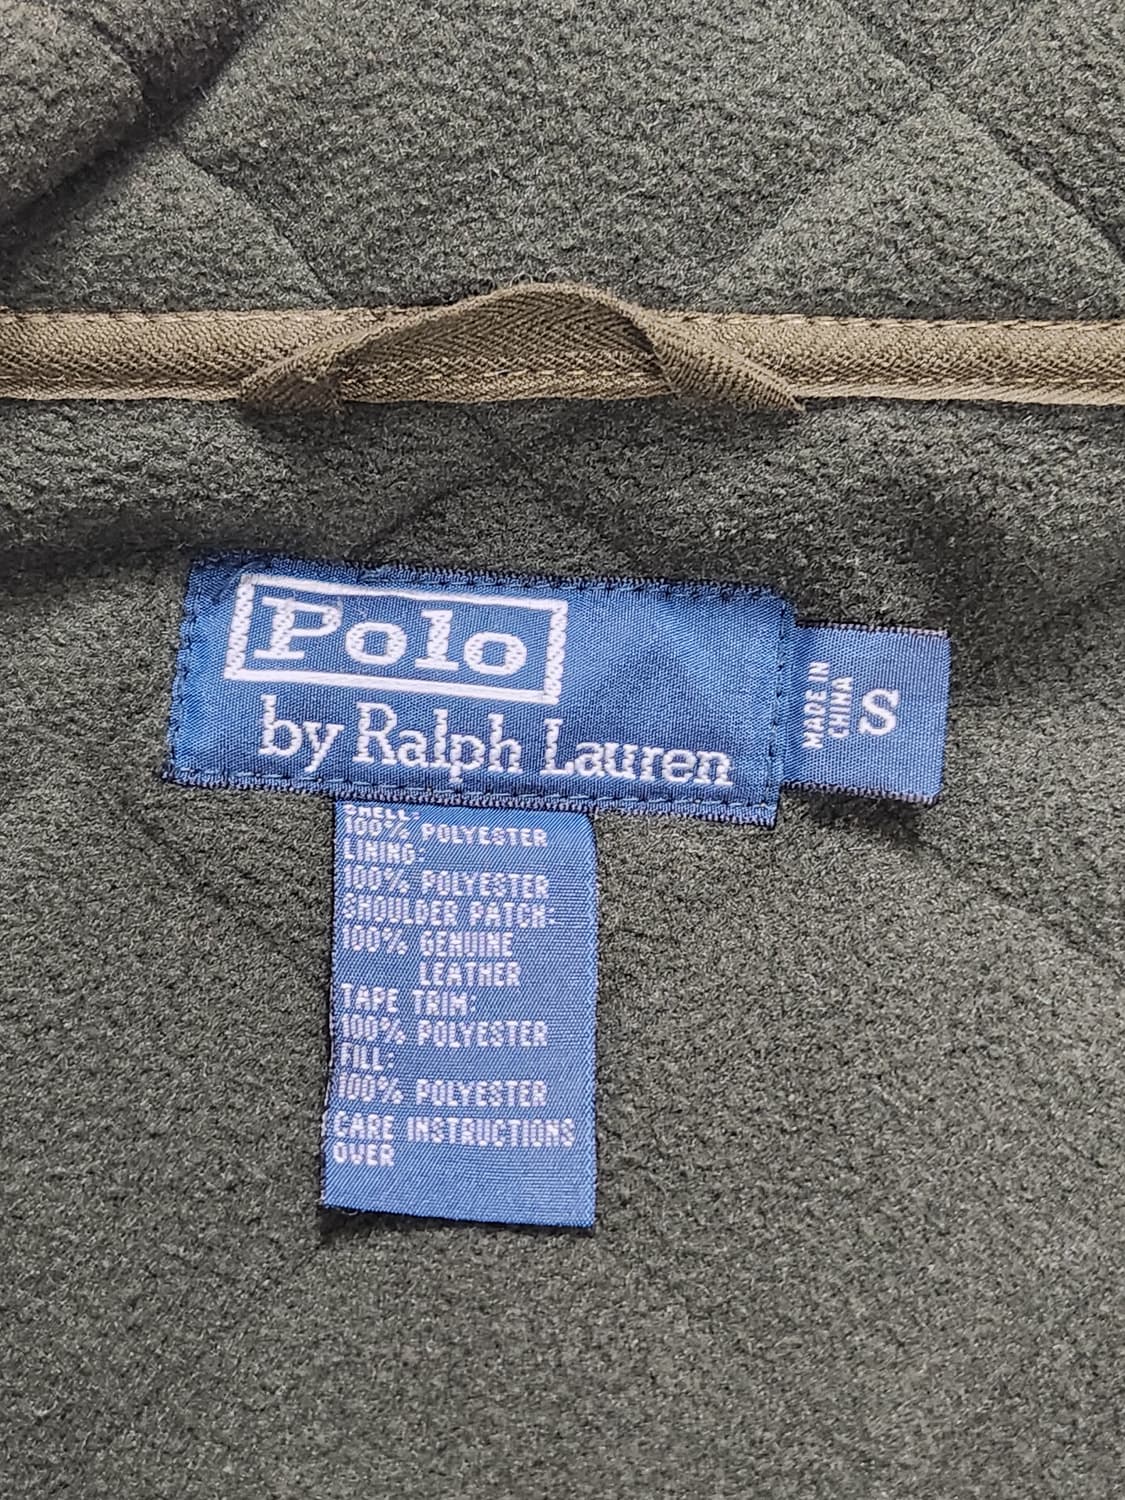 Polo
by Ralph Lauren
MADE IN
CHINA
S
SHELL:
100% POLYESTER
LINING:
100% POLYESTER
SHOULDER PATCH:
100% GENUINE
LEATHER
TAPE TRIM:
100% POLYESTER
FILL:
100% POLYESTER
CARE INSTRUCTIONS
OVER